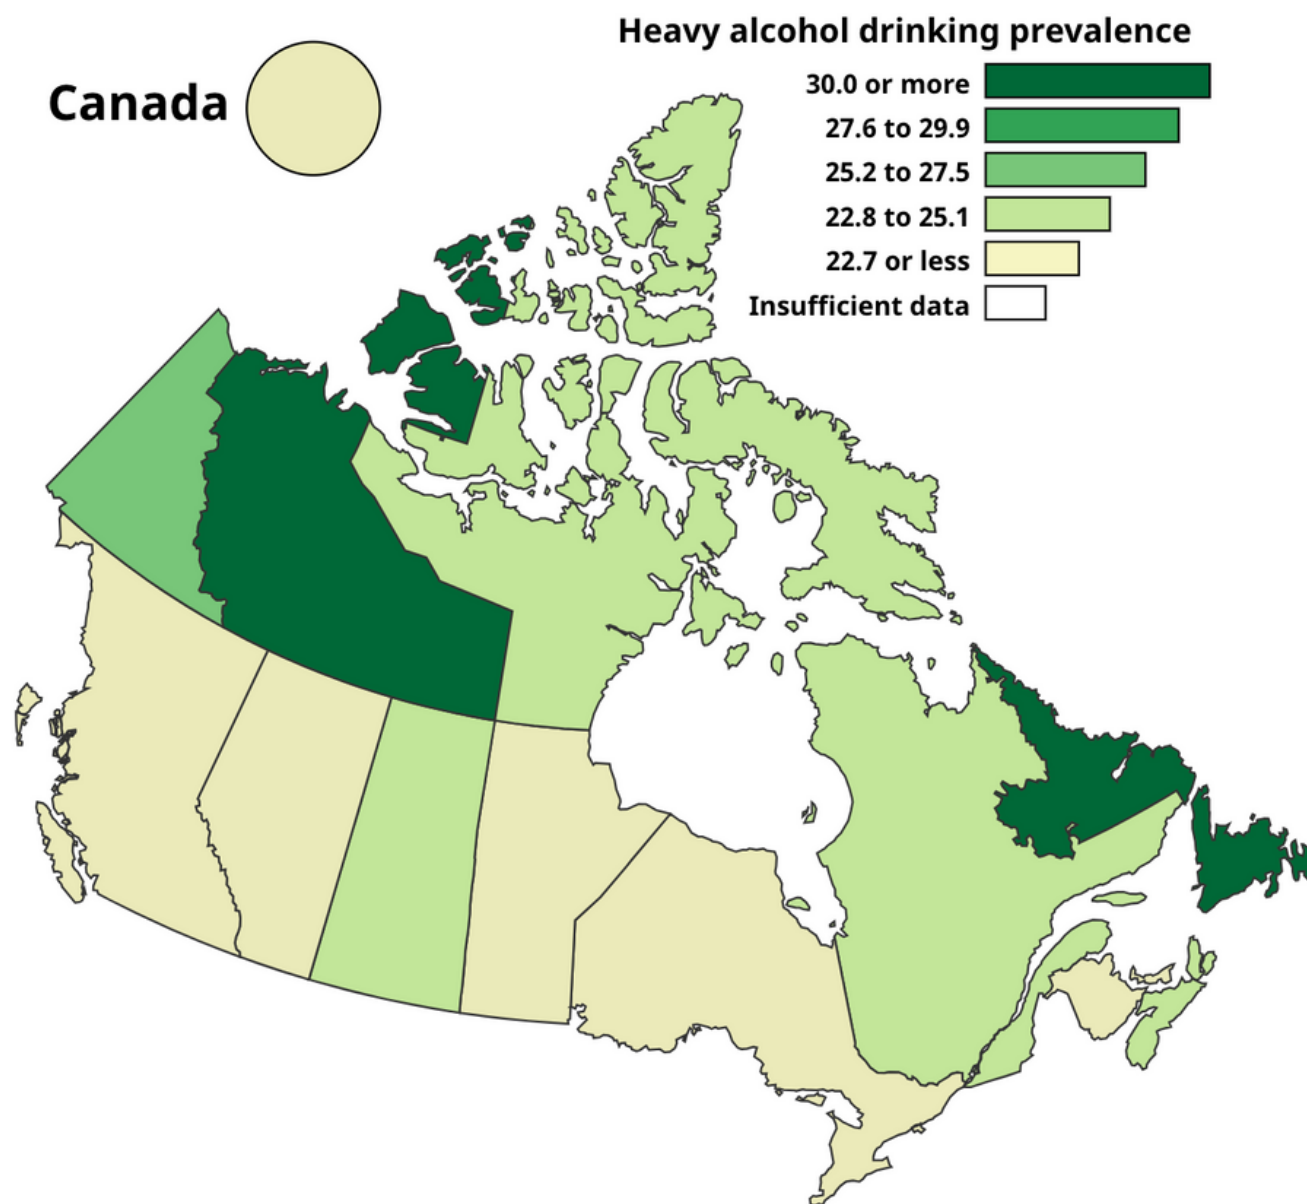 Heavy alcohol drinking prevalence
Canada
30.0 or more
27.6 to 29.9
25.2 to 27.5
22.8 to 25.1
22.7 or less
Insufficient data